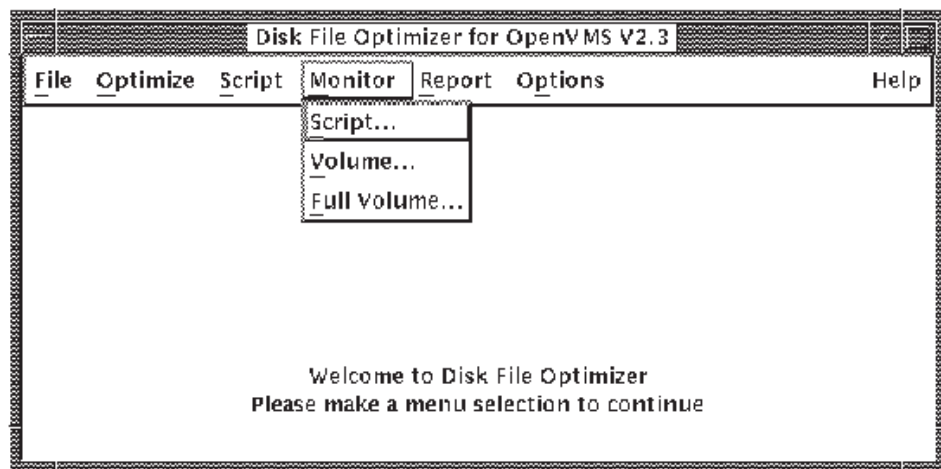 Disk File Optimizer for OpenVMS V2.3
File Optimize Script Monitor Report Options Help
Script...
Volume...
Full Volume...
Welcome to Disk File Optimizer
Please make a menu selection to continue